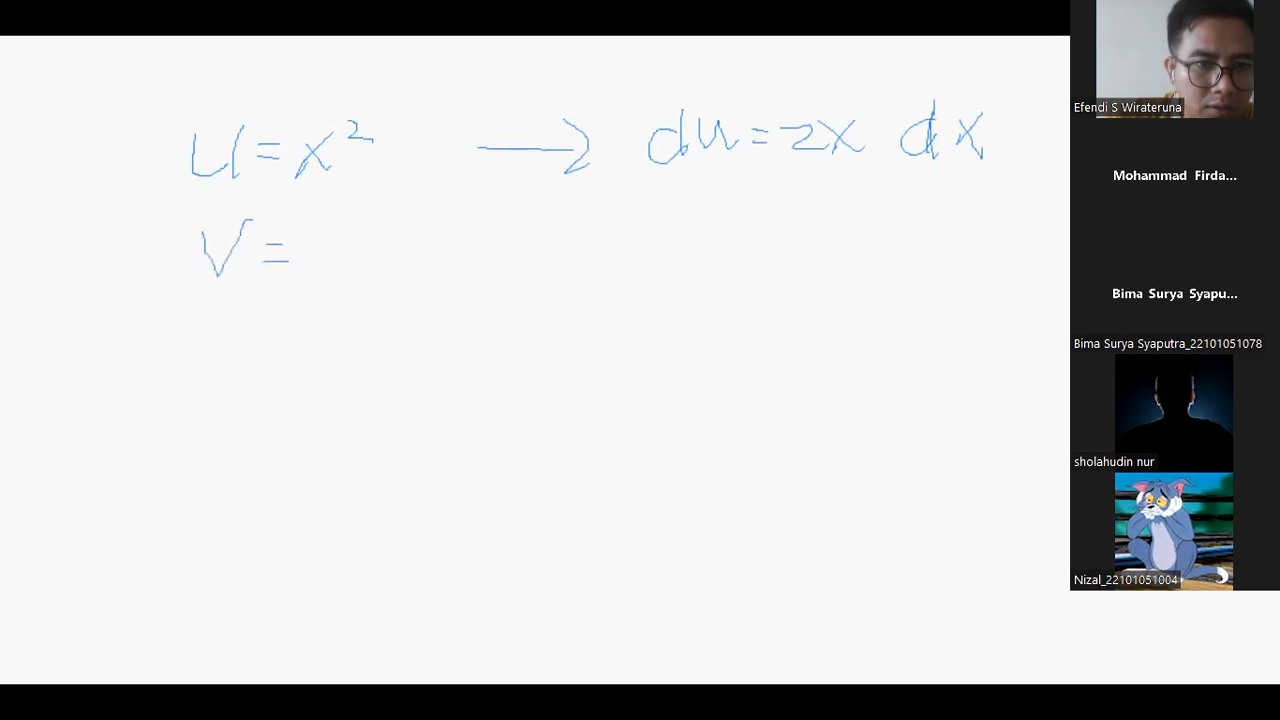 u = x² → du = 2x dx
V =
Efendi S Wirateruna
Mohammad Firda...
Bima Surya Syapu...
Bima Surya Syaputra_22101051078
sholahudin nur
Nizal_22101051004